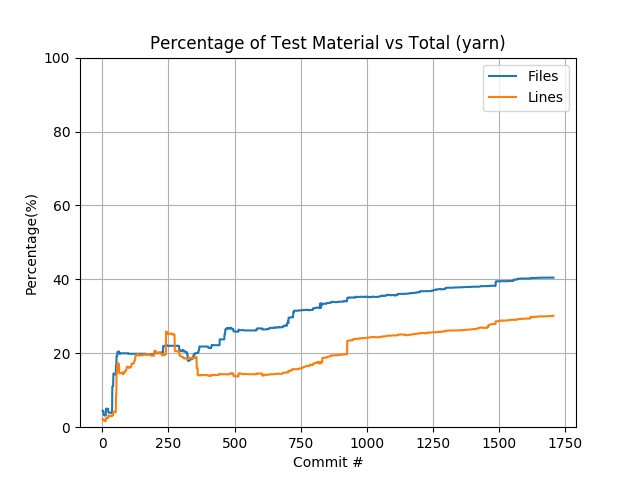 Percentage of Test Material vs Total (yarn)
Files
Lines
100
80
60
40
20
0
Percentage(%)
0 250 500 750 1000 1250 1500 1750
Commit #